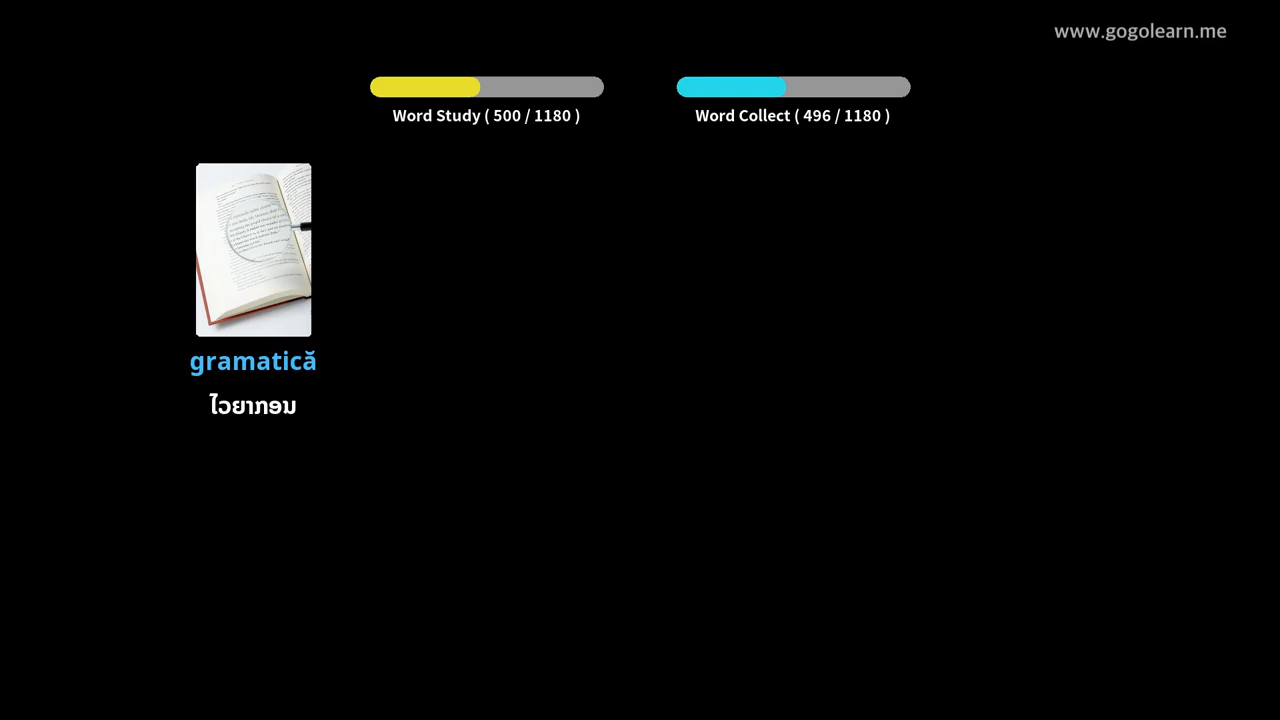 www.gogolearn.me
Word Study ( 500 / 1180 )
Word Collect ( 496 / 1180 )
gramatică
ໄວຍາກອນ